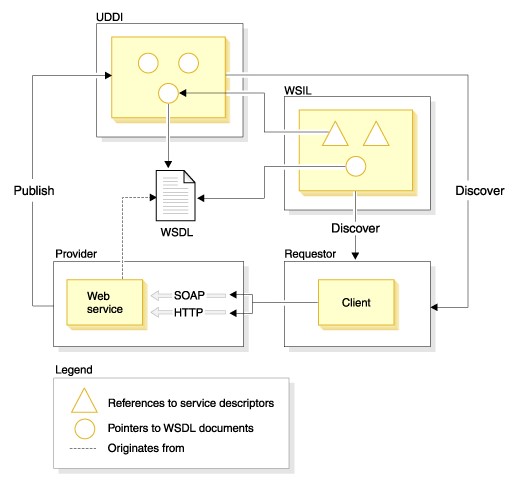 UDDI
WSIL
Publish
WSDL
Discover
Discover
Provider
Requestor
Web
service
SOAP
HTTP
Client
Legend
References to service descriptors
Pointers to WSDL documents
Originates from